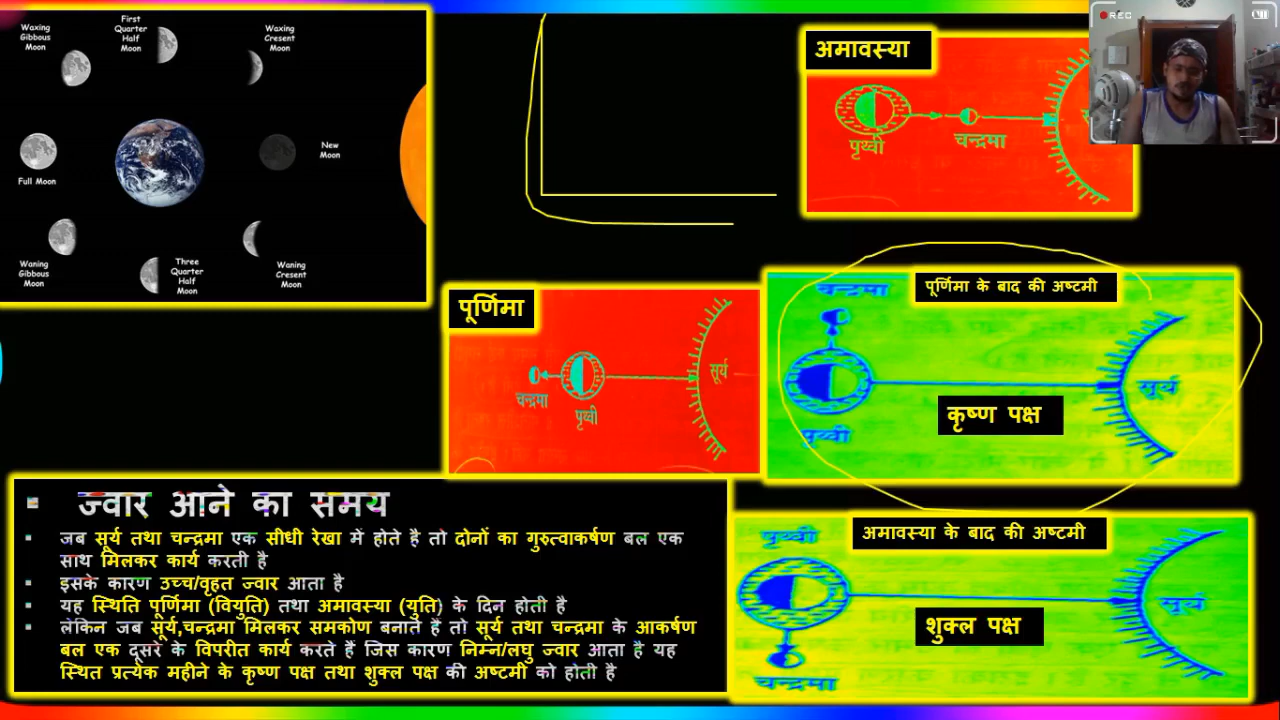 Waxing
Gibbous
Moon
First
Quarter
Half
Moon
Waxing
Cresent
Moon
Full Moon
New
Moon
Waning
Gibbous
Moon
Three
Quarter
Half
Moon
Waning
Cresent
Moon
REC
अमावस्या
पृथ्वी
चन्द्रमा
पूर्णिमा
चन्द्रमा
पृथ्वी
सूर्य
पूर्णिमा के बाद की अष्टमी
चन्द्रमा
पृथ्वी
सूर्य
कृष्ण पक्ष
अमावस्या के बाद की अष्टमी
पृथ्वी
चन्द्रमा
सूर्य
शुक्ल पक्ष
ज्वार आने का समय
जब सूर्य तथा चन्द्रमा एक सीधी रेखा में होते है तो दोनों का गुरुत्वाकर्षण बल एक
साथ मिलकर कार्य करती है
इसके कारण उच्च/वृहत ज्वार आता है
यह स्थिति पूर्णिमा (वियुति) तथा अमावस्या (युति) के दिन होती है
लेकिन जब सूर्य,चन्द्रमा मिलकर समकोण बनाते हैं तो सूर्य तथा चन्द्रमा के आकर्षण
बल एक दूसरे के विपरीत कार्य करते हैं जिस कारण निम्न/लघु ज्वार आता है यह
स्थित प्रत्येक महीने के कृष्ण पक्ष तथा शुक्ल पक्ष की अष्टमी को होती है